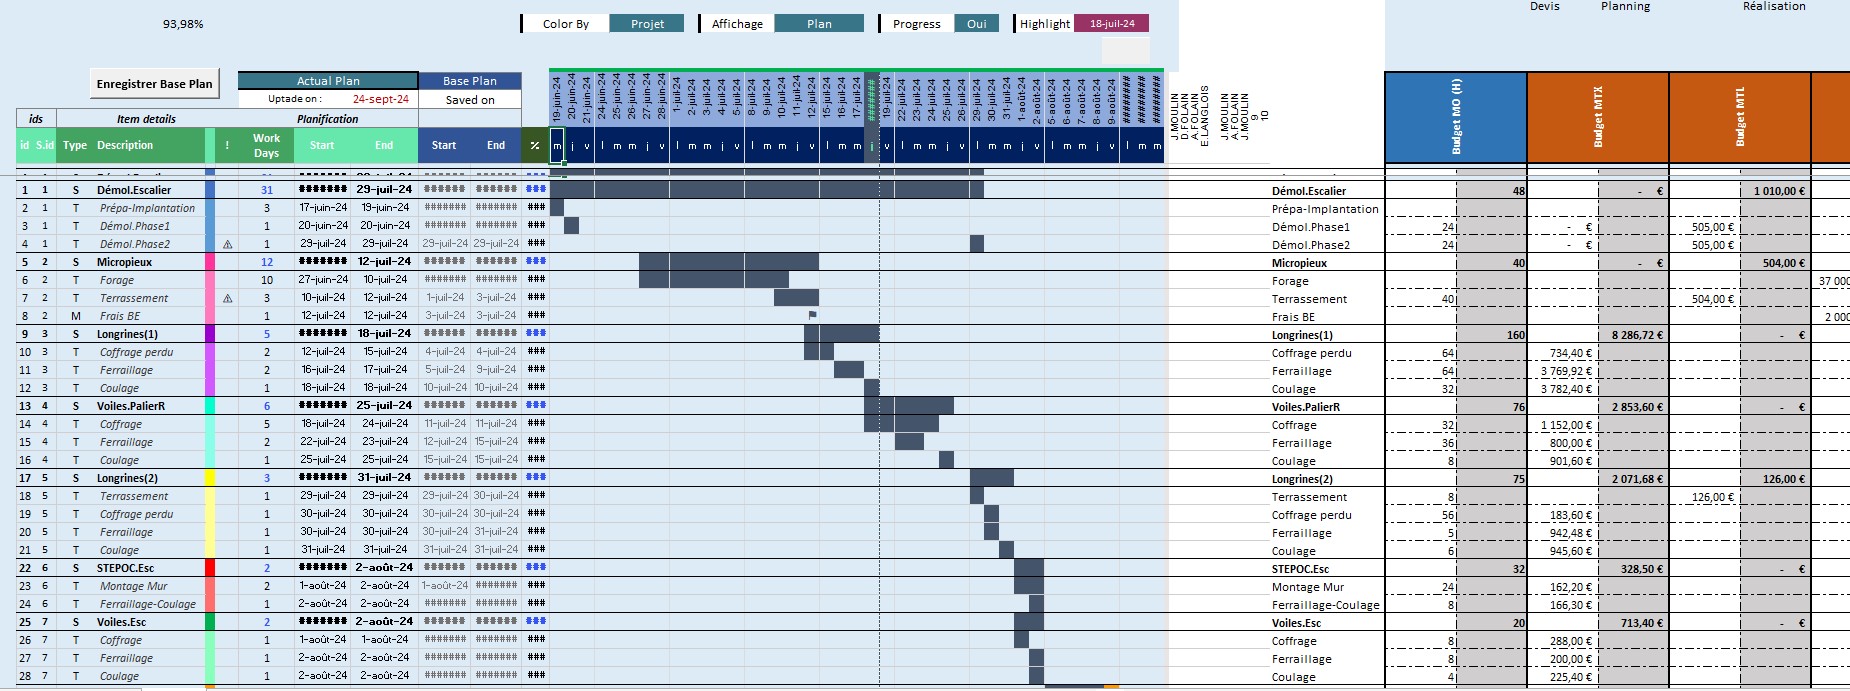 Devis Planning Réalisation
93,98% Color By Projet Affichage Plan Progress Oui Highlight 18-juil-24
Enregistrer Base Plan Actual Plan Base Plan
Uptade on : 24-sept-24 Saved on
19-juin-24 20-juin-24 21-juin-24 24-juin-24 25-juin-24 26-juin-24 27-juin-24 28-juin-24 1-juil-24 2-juil-24 3-juil-24 4-juil-24 5-juil-24 8-juil-24 9-juil-24 10-juil-24 11-juil-24 12-juil-24 15-juil-24 16-juil-24 17-juil-24 ####### 19-juil-24 22-juil-24 23-juil-24 24-juil-24 25-juil-24 26-juil-24 29-juil-24 30-juil-24 31-juil-24 1-août-24 2-août-24 5-août-24 6-août-24 7-août-24 8-août-24 9-août-24 ####### ####### #######
J.MOULIN D.FOLAIN A.FOLAIN E.LANGLOIS J.MOULIN A.FOLAIN J.MOULIN 9 10
Budget MO (H) Budget MTX Budget MTL
ids Item details Planification
id S.id Type Description ! Work Days Start End Start End % m j v l m m j v l m m j v l m m j v l m m j v l m m j v l m m j v l m m j v l m m
1 1 S Démol.Escalier 31 ####### 29-juil-24 ###### ###### ### Démol.Escalier 48 - € 1 010,00 €
2 1 T Prépa-Implantation 3 17-juin-24 19-juin-24 ####### ####### ### Prépa-Implantation
3 1 T Démol.Phase1 1 20-juin-24 20-juin-24 ####### ####### ### Démol.Phase1 24 - € 505,00 €
4 1 T Démol.Phase2 ⚠ 1 29-juil-24 29-juil-24 29-juil-24 29-juil-24 ### Démol.Phase2 24 - € 505,00 €
5 2 S Micropieux 12 ####### 12-juil-24 ###### ###### ### Micropieux 40 - € 504,00 €
6 2 T Forage 10 27-juin-24 10-juil-24 ####### ####### ### Forage 37 000
7 2 T Terrassement ⚠ 3 10-juil-24 12-juil-24 1-juil-24 3-juil-24 ### Terrassement 40 504,00 €
8 2 M Frais BE 1 12-juil-24 12-juil-24 3-juil-24 3-juil-24 ### Frais BE 2 000
9 3 S Longrines(1) 5 ####### 18-juil-24 ###### ###### ### Longrines(1) 160 8 286,72 € - €
10 3 T Coffrage perdu 2 12-juil-24 15-juil-24 4-juil-24 4-juil-24 ### Coffrage perdu 64 734,40 €
11 3 T Ferraillage 2 16-juil-24 17-juil-24 5-juil-24 9-juil-24 ### Ferraillage 64 3 769,92 €
12 3 T Coulage 1 18-juil-24 18-juil-24 10-juil-24 10-juil-24 ### Coulage 32 3 782,40 €
13 4 S Voiles.PalierR 6 ####### 25-juil-24 ###### ###### ### Voiles.PalierR 76 2 853,60 € - €
14 4 T Coffrage 5 18-juil-24 24-juil-24 11-juil-24 11-juil-24 ### Coffrage 32 1 152,00 €
15 4 T Ferraillage 2 22-juil-24 23-juil-24 12-juil-24 15-juil-24 ### Ferraillage 36 800,00 €
16 4 T Coulage 1 25-juil-24 25-juil-24 15-juil-24 15-juil-24 ### Coulage 8 901,60 €
17 5 S Longrines(2) 3 ####### 31-juil-24 ###### ###### ### Longrines(2) 75 2 071,68 € 126,00 €
18 5 T Terrassement 1 29-juil-24 29-juil-24 29-juil-24 30-juil-24 ### Terrassement 8 126,00 €
19 5 T Coffrage perdu 1 30-juil-24 30-juil-24 30-juil-24 30-juil-24 ### Coffrage perdu 56 183,60 €
20 5 T Ferraillage 1 30-juil-24 30-juil-24 30-juil-24 31-juil-24 ### Ferraillage 5 942,48 €
21 5 T Coulage 1 31-juil-24 31-juil-24 31-juil-24 31-juil-24 ### Coulage 6 945,60 €
22 6 S STEPOC.Esc 2 ####### 2-août-24 ###### ###### ### STEPOC.Esc 32 328,50 € - €
23 6 T Montage Mur 2 1-août-24 2-août-24 1-août-24 ####### ### Montage Mur 24 162,20 €
24 6 T Ferraillage-Coulage 1 2-août-24 2-août-24 ####### ####### ### Ferraillage-Coulage 8 166,30 €
25 7 S Voiles.Esc 2 ####### 2-août-24 ###### ###### ### Voiles.Esc 20 713,40 € - €
26 7 T Coffrage 1 1-août-24 1-août-24 ####### ####### ### Coffrage 8 288,00 €
27 7 T Ferraillage 1 2-août-24 2-août-24 ####### ####### ### Ferraillage 8 200,00 €
28 7 T Coulage 1 2-août-24 2-août-24 ####### ####### ### Coulage 4 225,40 €